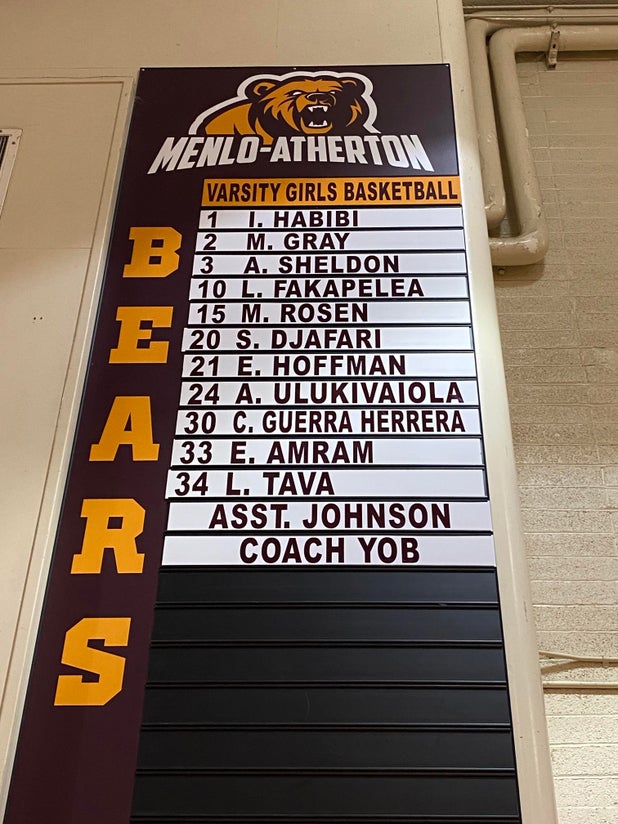 MENLO-ATHERTON
VARSITY GIRLS BASKETBALL
BEARS
1 I. HABIBI
2 M. GRAY
3 A. SHELDON
10 L. FAKAPELEA
15 M. ROSEN
20 S. DJAFARI
21 E. HOFFMAN
24 A. ULUKIVAIOLA
30 C. GUERRA HERRERA
33 E. AMRAM
34 L. TAVA
ASST. JOHNSON
COACH YOB